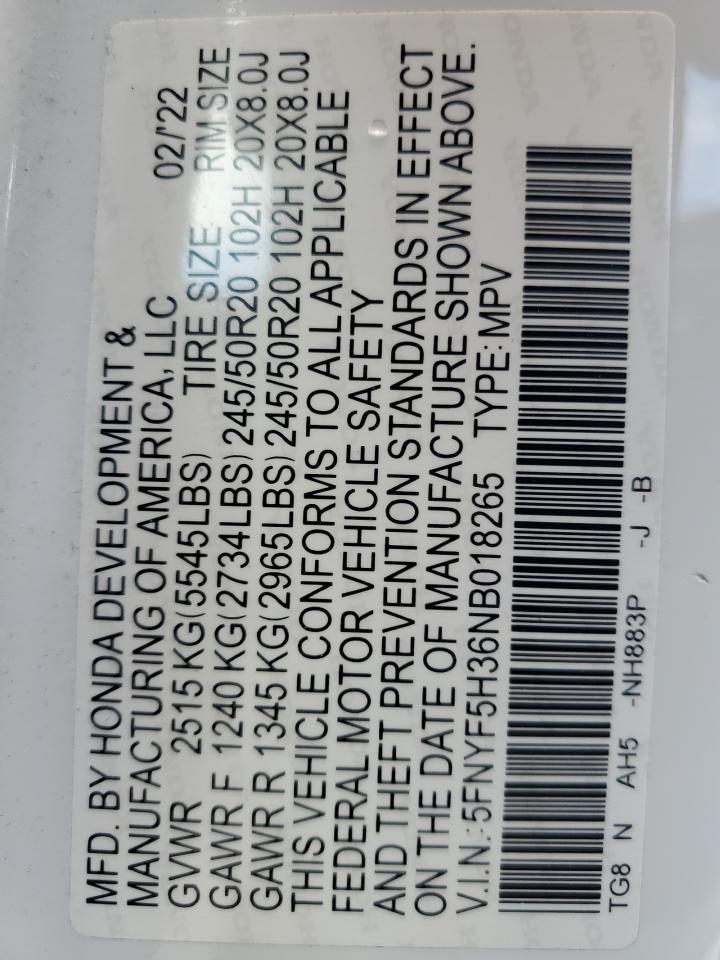 MFD. BY HONDA DEVELOPMENT &
MANUFACTURING OF AMERICA, LLC 02/'22
GVWR 2515 KG(5545LBS) TIRE SIZE RIM SIZE
GAWR F 1240 KG(2734LBS) 245/50R20 102H 20X8.0J
GAWR R 1345 KG(2965LBS) 245/50R20 102H 20X8.0J
THIS VEHICLE CONFORMS TO ALL APPLICABLE
FEDERAL MOTOR VEHICLE SAFETY
AND THEFT PREVENTION STANDARDS IN EFFECT
ON THE DATE OF MANUFACTURE SHOWN ABOVE.
V.I.N.:5FNYF5H36NB018265 TYPE:MPV
TG8 N AH5 -NH883P -J -B